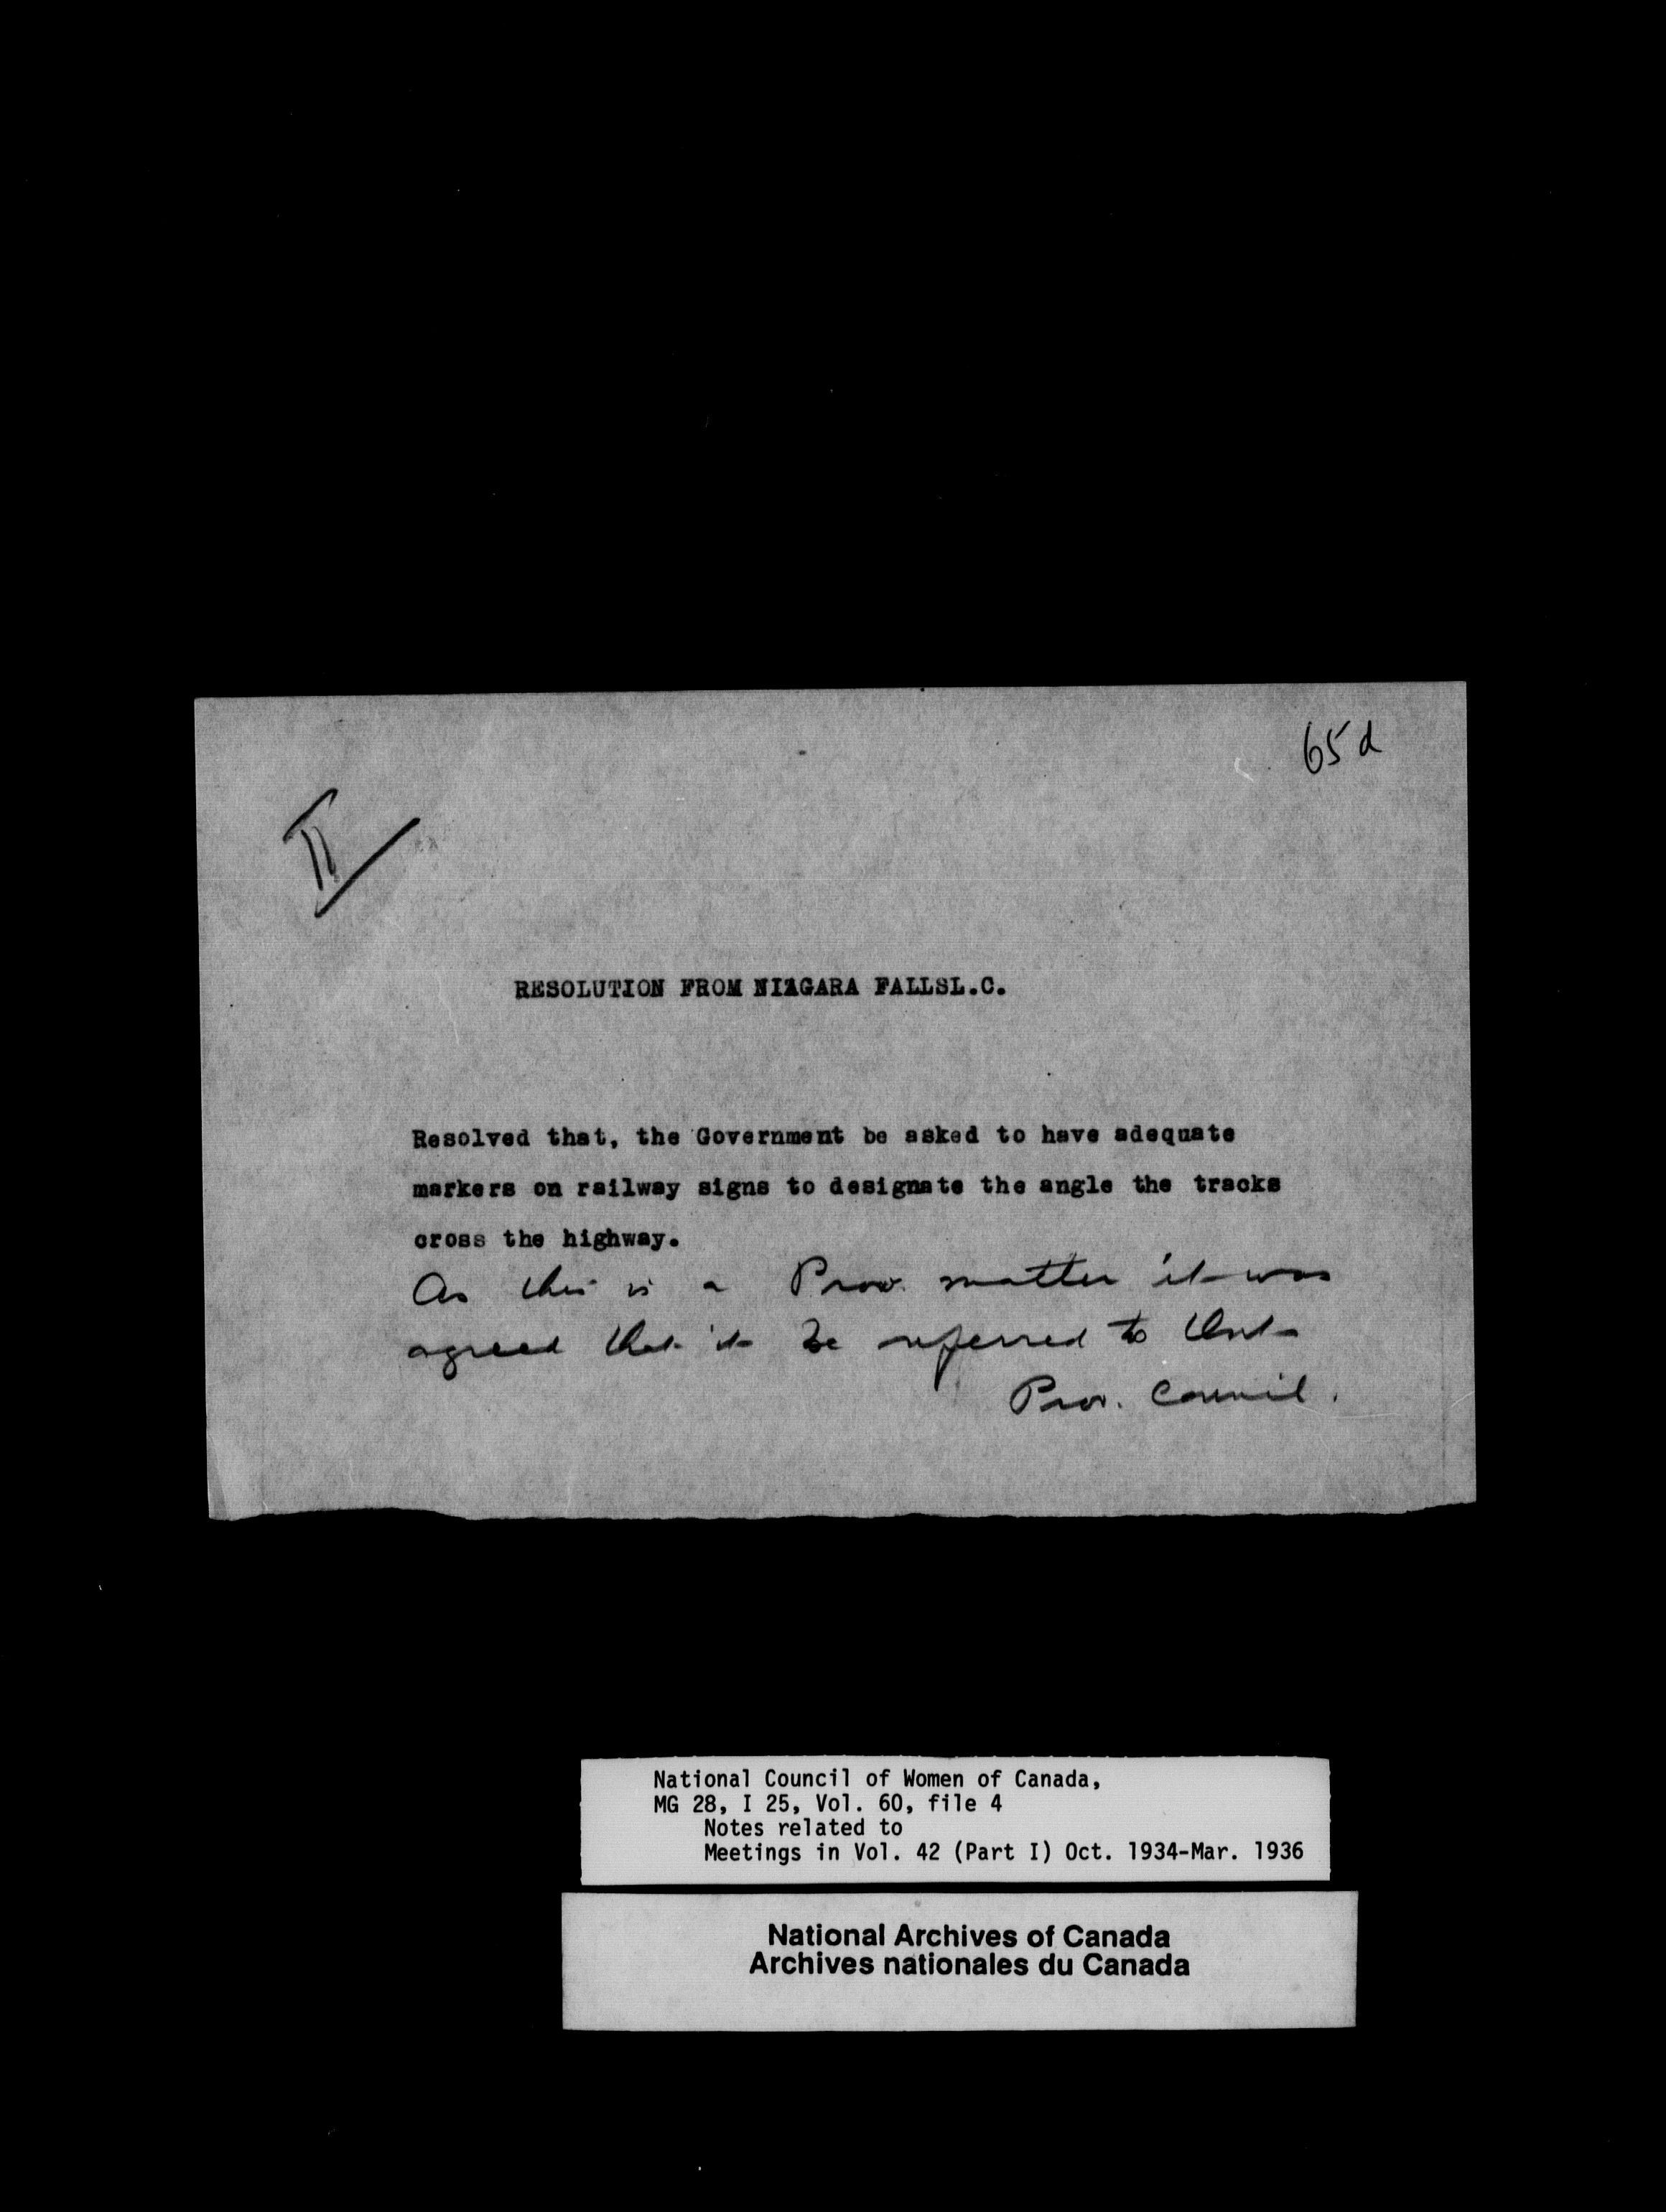 65d
II
RESOLUTION FROM NIAGARA FALLSL.C.
Resolved that, the Government be asked to have adequate
markers on railway signs to designate the angle the tracks
cross the highway.
As this is a Prov. matter it was
agreed that it be referred to that
Prov. Council.
National Council of Women of Canada,
MG 28, I 25, Vol. 60, file 4
Notes related to
Meetings in Vol. 42 (Part I) Oct. 1934-Mar. 1936
National Archives of Canada
Archives nationales du Canada